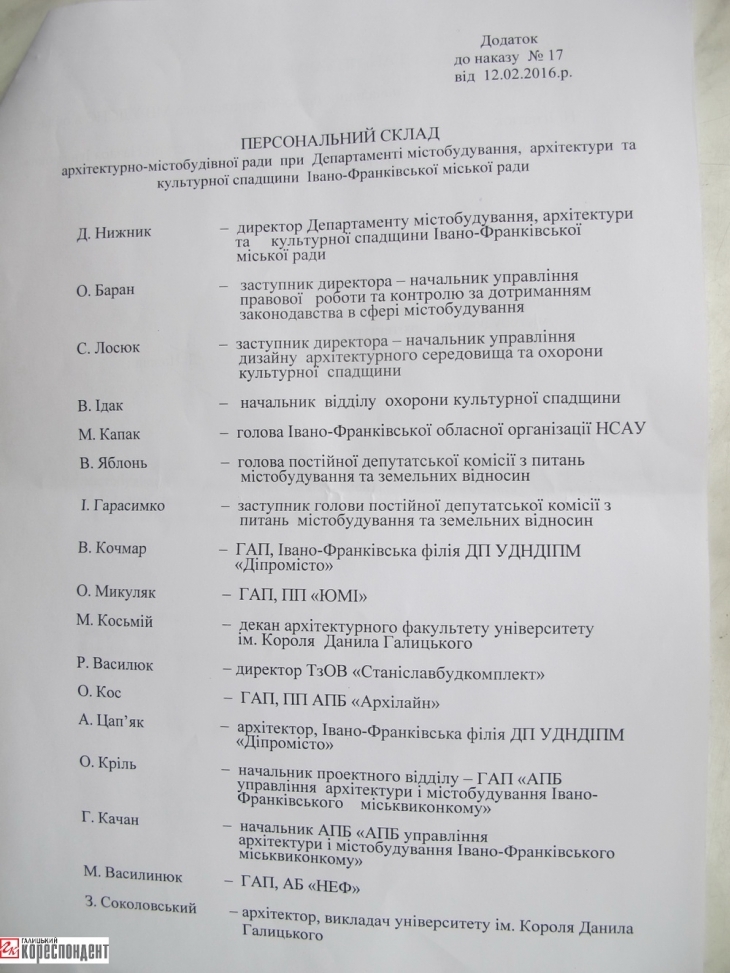 Додаток
до наказу № 17
від 12.02.2016.р.
ПЕРСОНАЛЬНИЙ СКЛАД
архітектурно-містобудівної ради при Департаменті містобудування, архітектури та
культурної спадщини Івано-Франківської міської ради
Д. Нижник – директор Департаменту містобудування, архітектури
та культурної спадщини Івано-Франківської
міської ради
О. Баран – заступник директора – начальник управління
правової роботи та контролю за дотриманням
законодавства в сфері містобудування
С. Лосюк – заступник директора – начальник управління
дизайну архітектурного середовища та охорони
культурної спадщини
В. Ідак – начальник відділу охорони культурної спадщини
М. Капак – голова Івано-Франківської обласної організації НСАУ
В. Яблонь – голова постійної депутатської комісії з питань
містобудування та земельних відносин
І. Гарасимко – заступник голови постійної депутатської комісії з
питань містобудування та земельних відносин
В. Кочмар – ГАП, Івано-Франківська філія ДП УДНДІПМ
«Діпромісто»
О. Микуляк – ГАП, ПП «ЮМІ»
М. Косьмій – декан архітектурного факультету університету
ім. Короля Данила Галицького
Р. Василюк – директор ТзОВ «Станіславбудкомплект»
О. Кос – ГАП, ПП АПБ «Архілайн»
А. Цап’як – архітектор, Івано-Франківська філія ДП УДНДІПМ
«Діпромісто»
О. Кріль – начальник проектного відділу – ГАП «АПБ
управління архітектури і містобудування Івано-
Франківського міськвиконкому»
Г. Качан – начальник АПБ «АПБ управління
архітектури і містобудування Івано-Франківського
міськвиконкому»
М. Василинюк – ГАП, АБ «НЕФ»
З. Соколовський – архітектор, викладач університету ім. Короля Данила
Галицького
ГАЛИЦЬКИЙ
КОРЕСПОНДЕНТ